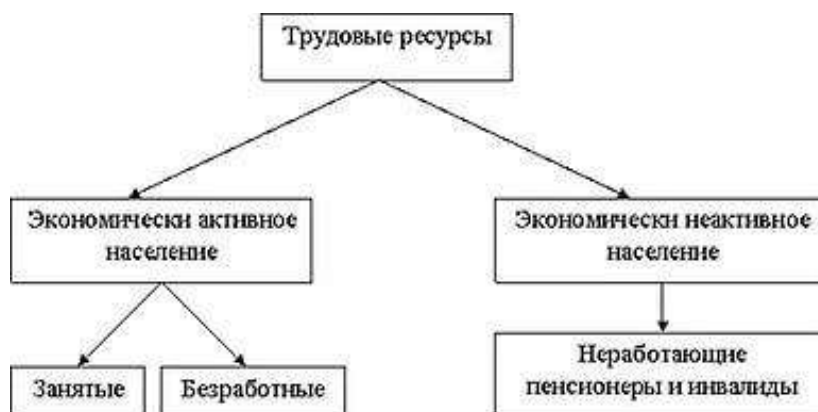 Трудовые ресурсы
Экономически активное
население
Экономически неактивное
население
Занятые
Безработные
Неработающие
пенсионеры и инвалиды